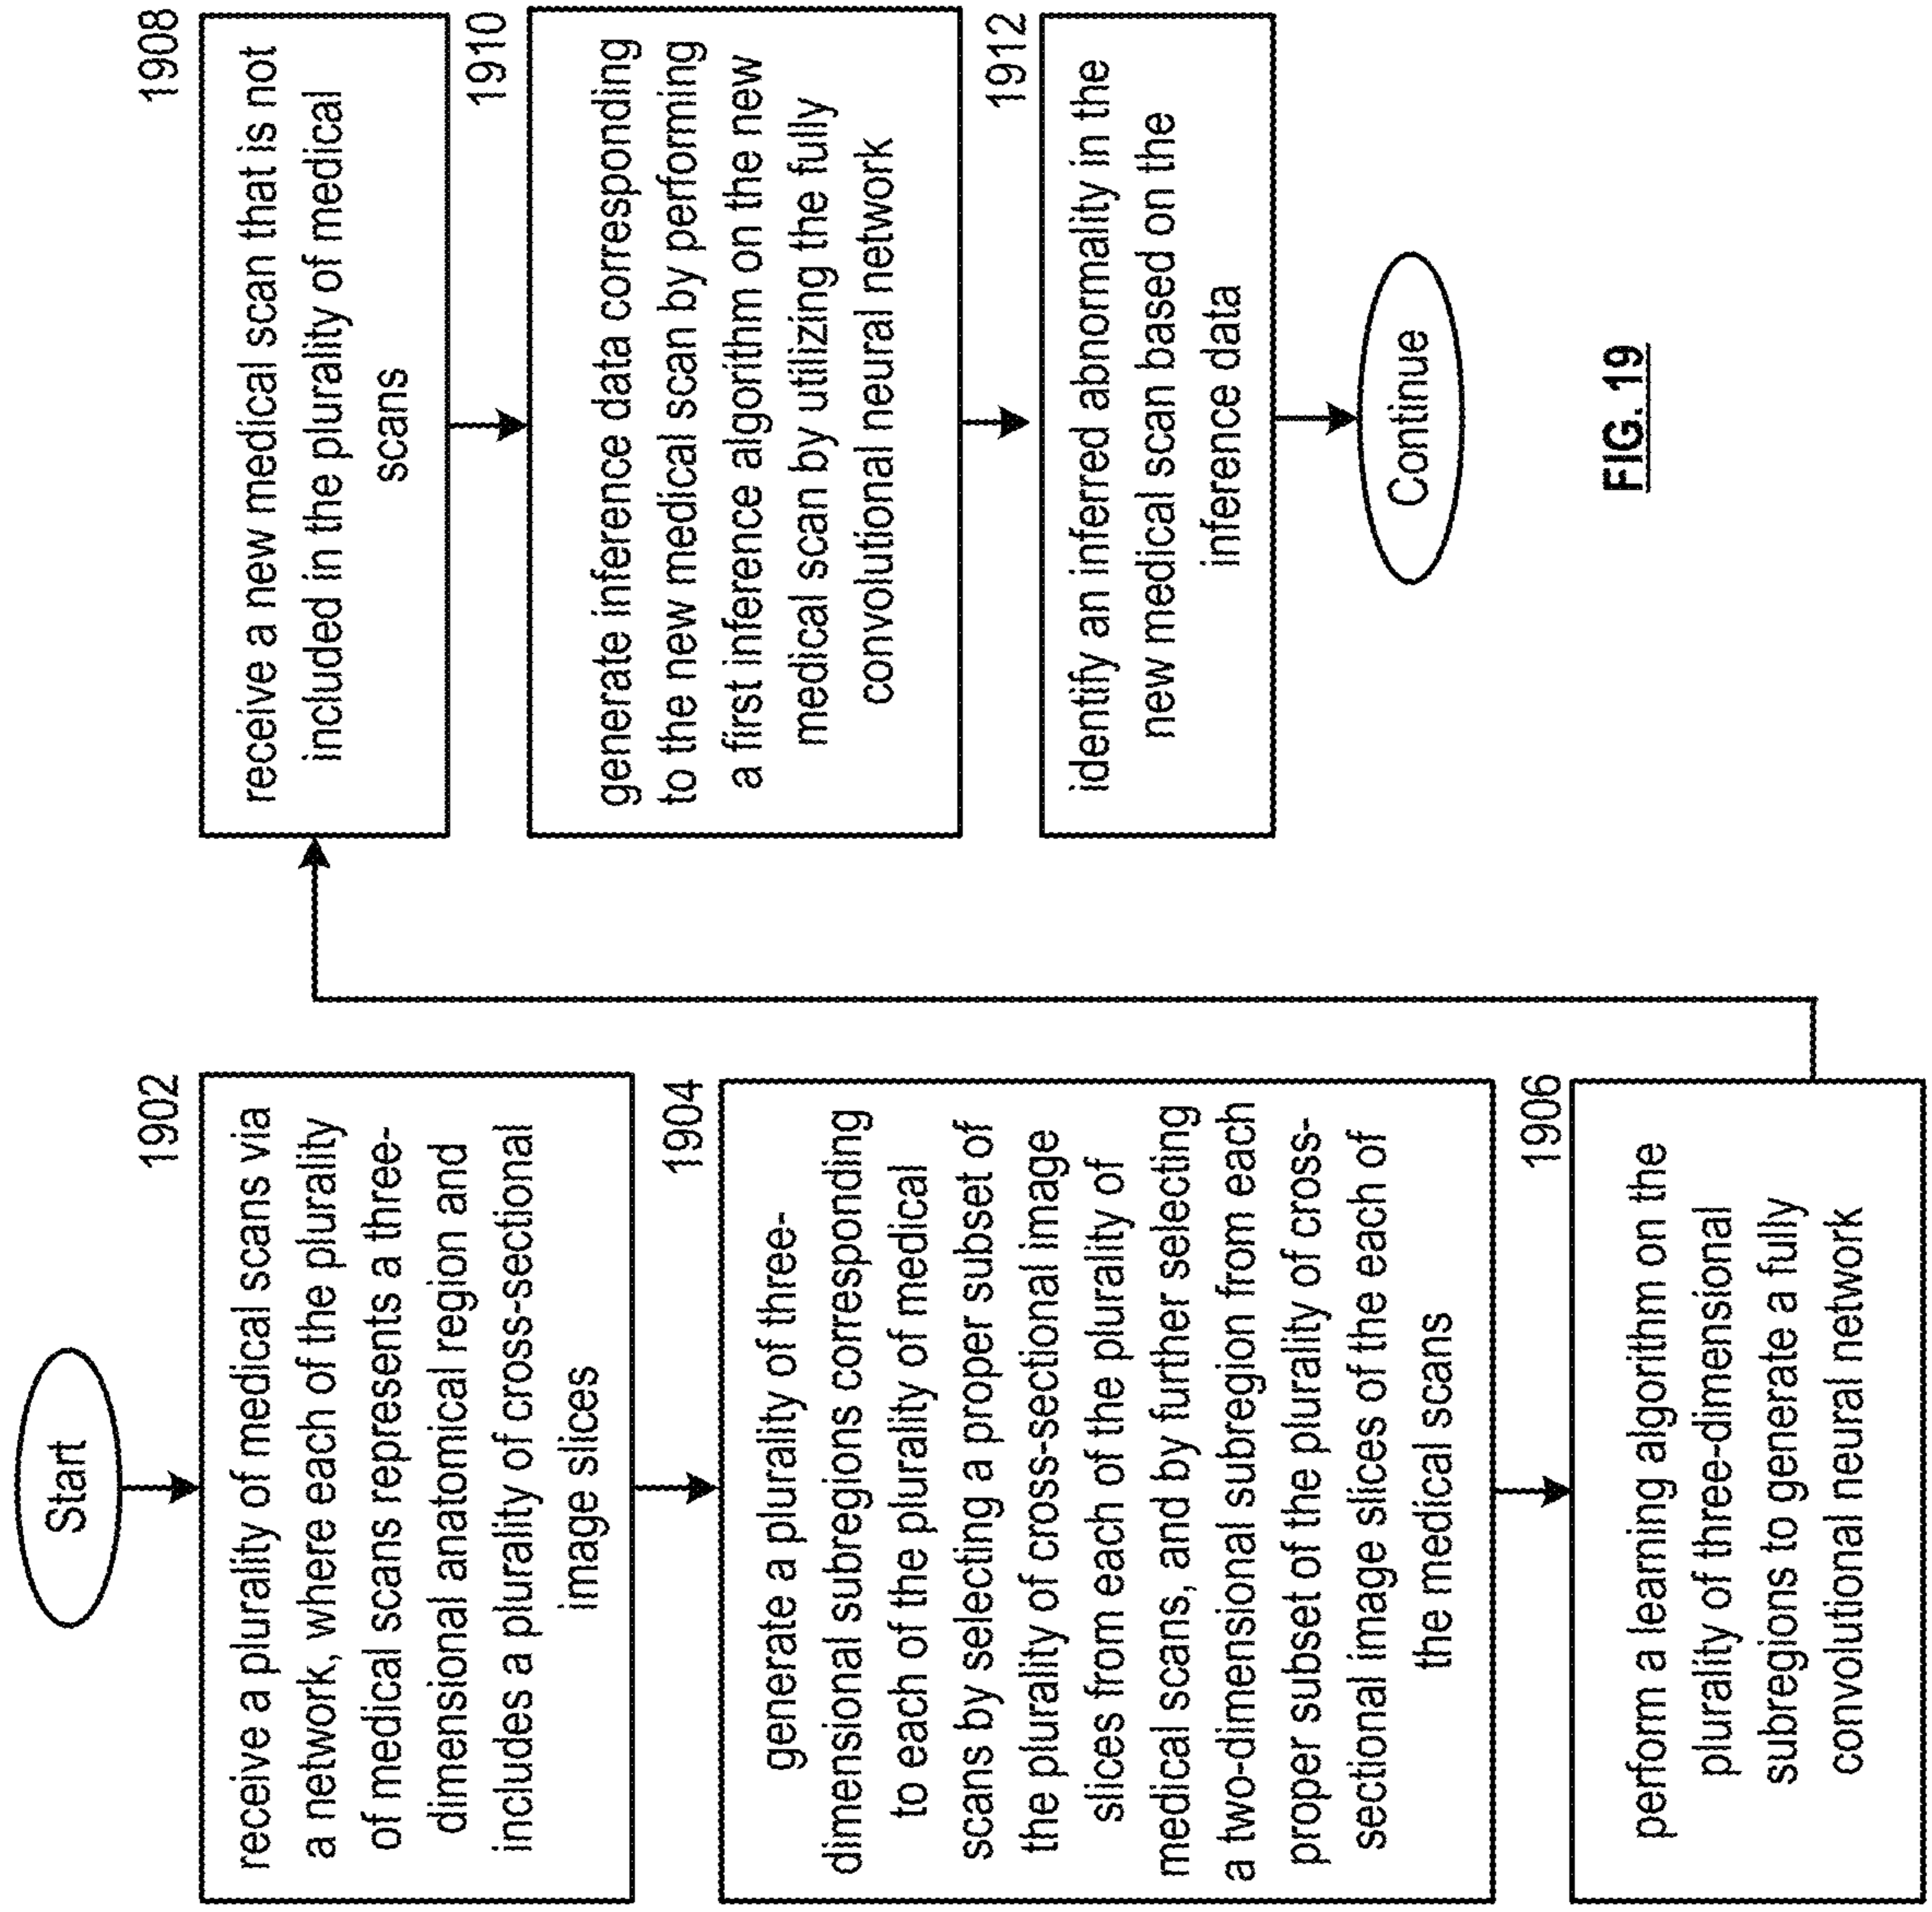 Start
1902
receive a plurality of medical scans via
a network, where each of the plurality
of medical scans represents a three-
dimensional anatomical region and
includes a plurality of cross-sectional
image slices
1904
generate a plurality of three-
dimensional subregions corresponding
to each of the plurality of medical
scans by selecting a proper subset of
the plurality of cross-sectional image
slices from each of the plurality of
medical scans, and by further selecting
a two-dimensional subregion from each
proper subset of the plurality of cross-
sectional image slices of the each of
the medical scans
1906
perform a learning algorithm on the
plurality of three-dimensional
subregions to generate a fully
convolutional neural network
1908
receive a new medical scan that is not
included in the plurality of medical
scans
1910
generate inference data corresponding
to the new medical scan by performing
a first inference algorithm on the new
medical scan by utilizing the fully
convolutional neural network
1912
identify an inferred abnormality in the
new medical scan based on the
inference data
Continue
FIG. 19